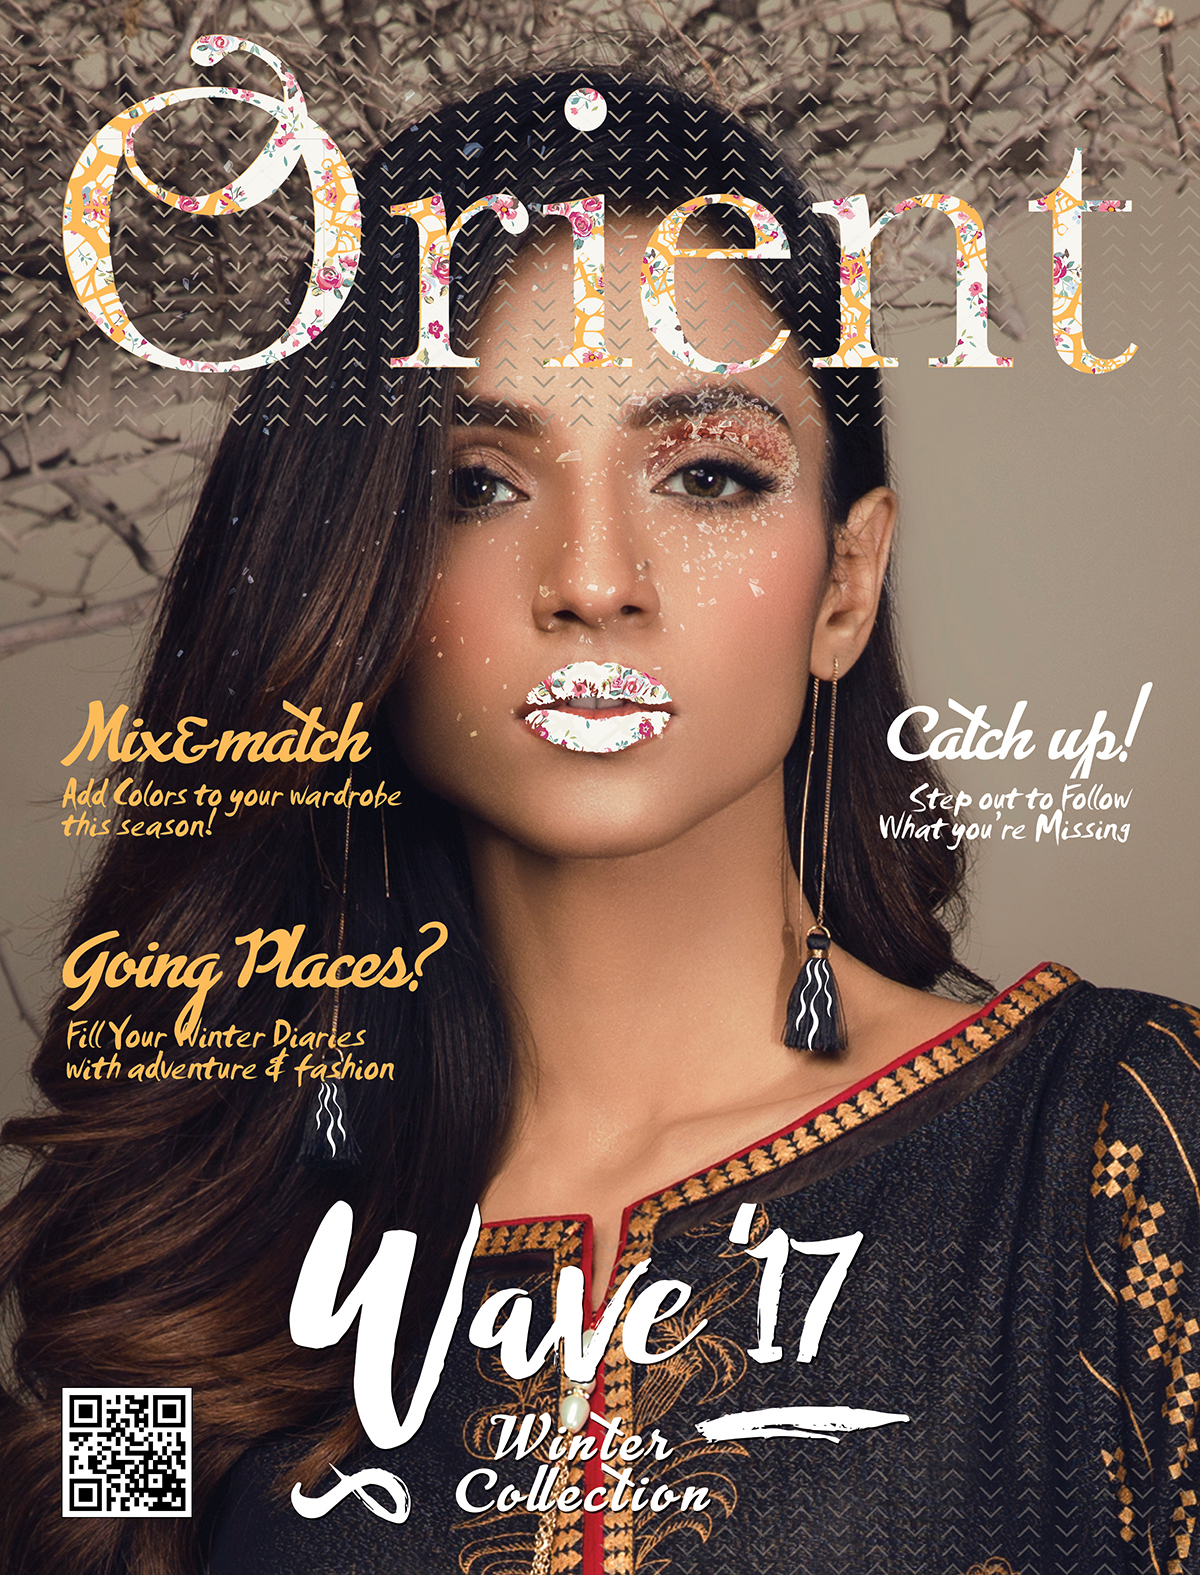 Orient
Mix&match
Add Colors to your wardrobe
this season!
Catch up!
Step out to Follow
What you're Missing
Going Places?
Fill Your Winter Diaries
with adventure & fashion
Wave '17
Winter
Collection